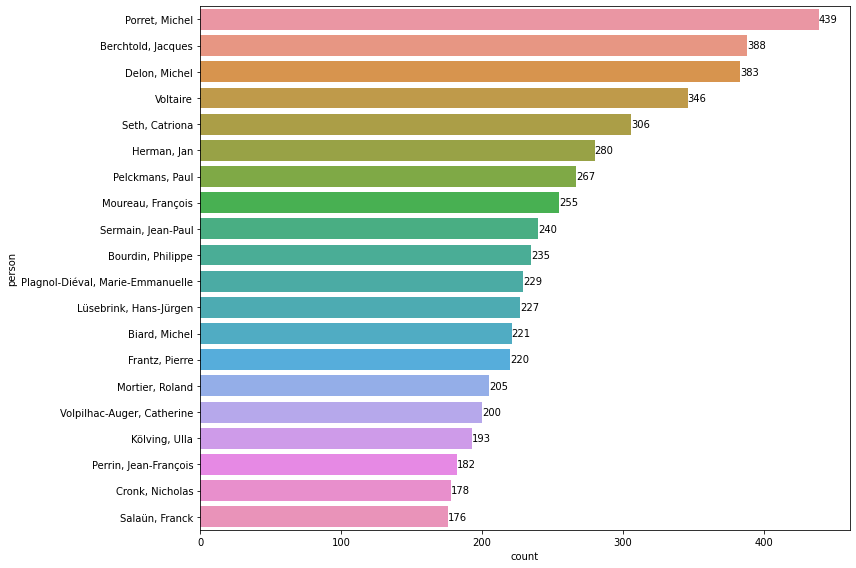 Porret, Michel 439
Berchtold, Jacques 388
Delon, Michel 383
Voltaire 346
Seth, Catriona 306
Herman, Jan 280
Pelckmans, Paul 267
Moureau, François 255
Sermain, Jean-Paul 240
Bourdin, Philippe 235
Plagnol-Diéval, Marie-Emmanuelle 229
Lüsebrink, Hans-Jürgen 227
Biard, Michel 221
Frantz, Pierre 220
Mortier, Roland 205
Volpilhac-Auger, Catherine 200
Kölving, Ulla 193
Perrin, Jean-François 182
Cronk, Nicholas 178
Salaün, Franck 176
person
0 100 200 300 400
count